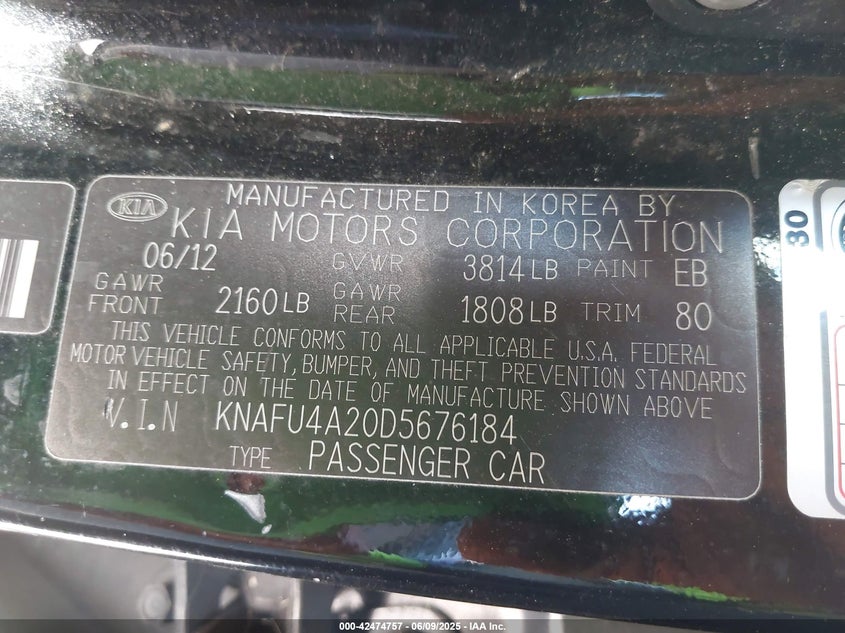 MANUFACTURED IN KOREA BY
KIA KIA MOTORS CORPORATION
06/12 GVWR 3814LB PAINT EB
GAWR FRONT 2160LB GAWR REAR 1808LB TRIM 80
THIS VEHICLE CONFORMS TO ALL APPLICABLE U.S.A. FEDERAL
MOTOR VEHICLE SAFETY, BUMPER, AND THEFT PREVENTION STANDARDS
IN EFFECT ON THE DATE OF MANUFACTURE SHOWN ABOVE
V.I.N KNAFU4A20D5676184
TYPE PASSENGER CAR
80
000-42474757 - 06/09/2025 - IAA Inc.